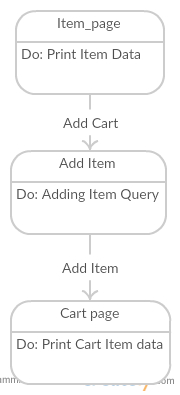 Item_page
Do: Print Item Data
Add Cart
Add Item
Do: Adding Item Query
Add Item
Cart page
Do: Print Cart Item data